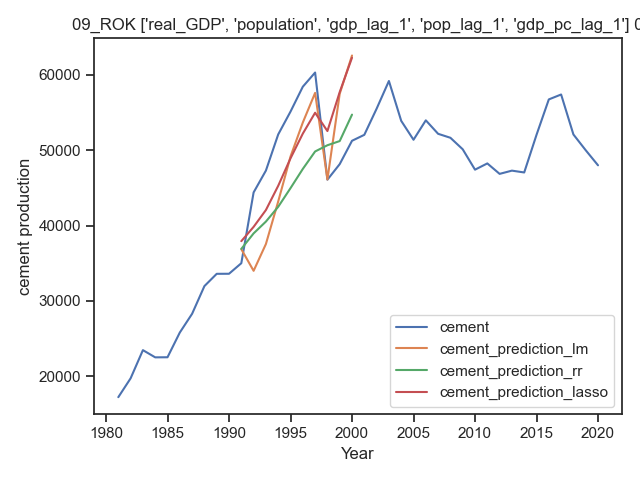 09_ROK ['real_GDP', 'population', 'gdp_lag_1', 'pop_lag_1', 'gdp_pc_lag_1'] 0
cement production
60000
50000
40000
30000
20000
cement
cement_prediction_lm
cement_prediction_rr
cement_prediction_lasso
1980 1985 1990 1995 2000 2005 2010 2015 2020
Year